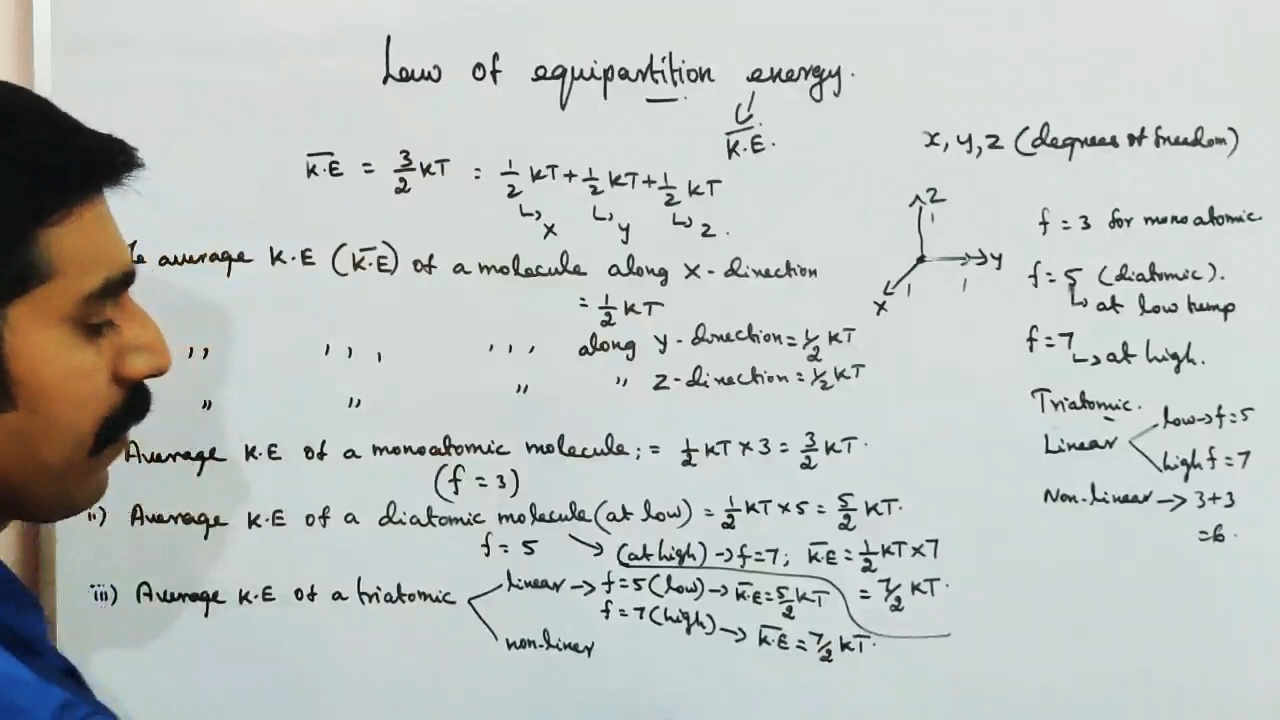 Law of equipartition energy.
K.E.
K.E = 3/2 KT = 1/2 KT + 1/2 KT + 1/2 KT
x y z.
average K.E (K.E) of a molecule along x-direction
= 1/2 KT
,, ,,, ,,, along y-direction = 1/2 KT
,, ,, ,, ,, z-direction = 1/2 KT
Average K.E of a monoatomic molecule; = 1/2 KT × 3 = 3/2 KT.
(f = 3)
ii) Average K.E of a diatomic molecule (at low) = 1/2 KT × 5 = 5/2 KT.
f = 5 → (at high) → f = 7; K.E = 1/2 KT × 7
= 7/2 KT.
iii) Average K.E of a triatomic
linear → f = 5 (low) → K.E = 5/2 KT
f = 7 (high) → K.E = 7/2 KT.
non-liner
x, y, z (degrees of freedom)
Z
Y
X
1
1
1
f = 3 for monoatomic
f = 5 (diatomic).
↳ at low temp
f = 7
↳ at high.
Triatomic.
Linear
low → f = 5
high f = 7
Non-linear → 3 + 3
= 6.